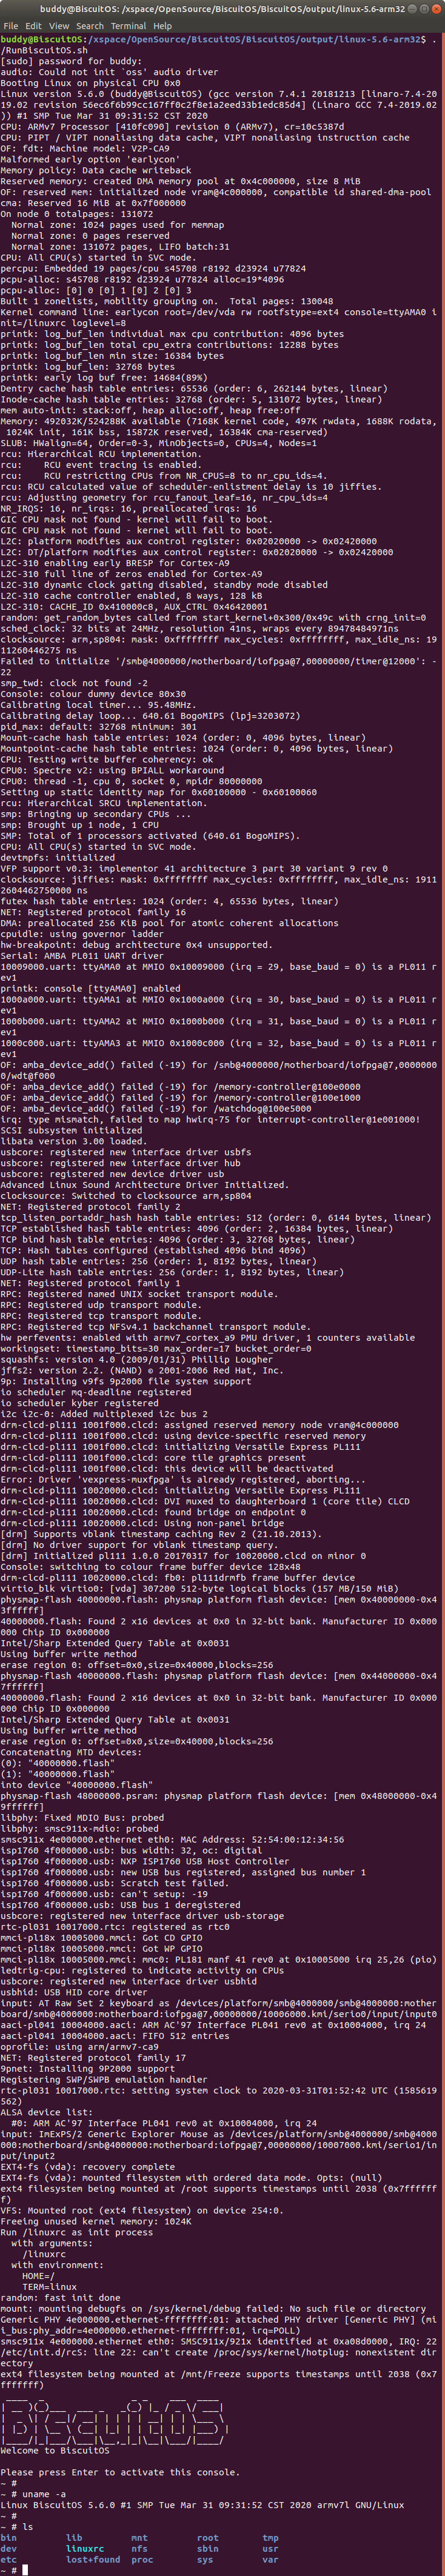 buddy@BiscuitOS: /xspace/OpenSource/BiscuitOS/BiscuitOS/output/linux-5.6-arm32
File Edit View Search Terminal Help
buddy@BiscuitOS:/xspace/OpenSource/BiscuitOS/BiscuitOS/output/linux-5.6-arm32$ .
/RunBiscuitOS.sh
[sudo] password for buddy:
audio: Could not init `oss' audio driver
Booting Linux on physical CPU 0x0
Linux version 5.6.0 (buddy@BiscuitOS) (gcc version 7.4.1 20181213 [linaro-7.4-20
19.02 revision 56ec6f6b99cc167ff0c2f8e1a2eed33b1edc85d4] (Linaro GCC 7.4-2019.02
)) #1 SMP Tue Mar 31 09:31:52 CST 2020
CPU: ARMv7 Processor [410fc090] revision 0 (ARMv7), cr=10c5387d
CPU: PIPT / VIPT nonaliasing data cache, VIPT nonaliasing instruction cache
OF: fdt: Machine model: V2P-CA9
Malformed early option 'earlycon'
Memory policy: Data cache writeback
Reserved memory: created DMA memory pool at 0x4c000000, size 8 MiB
OF: reserved mem: initialized node vram@4c000000, compatible id shared-dma-pool
cma: Reserved 16 MiB at 0x7f000000
On node 0 totalpages: 131072
  Normal zone: 1024 pages used for memmap
  Normal zone: 0 pages reserved
  Normal zone: 131072 pages, LIFO batch:31
CPU: All CPU(s) started in SVC mode.
percpu: Embedded 19 pages/cpu s45708 r8192 d23924 u77824
pcpu-alloc: s45708 r8192 d23924 u77824 alloc=19*4096
pcpu-alloc: [0] 0 [0] 1 [0] 2 [0] 3
Built 1 zonelists, mobility grouping on.  Total pages: 130048
Kernel command line: earlycon root=/dev/vda rw rootfstype=ext4 console=ttyAMA0 i
nit=/linuxrc loglevel=8
printk: log_buf_len individual max cpu contribution: 4096 bytes
printk: log_buf_len total cpu_extra contributions: 12288 bytes
printk: log_buf_len min size: 16384 bytes
printk: log_buf_len: 32768 bytes
printk: early log buf free: 14684(89%)
Dentry cache hash table entries: 65536 (order: 6, 262144 bytes, linear)
Inode-cache hash table entries: 32768 (order: 5, 131072 bytes, linear)
mem auto-init: stack:off, heap alloc:off, heap free:off
Memory: 492032K/524288K available (7168K kernel code, 497K rwdata, 1688K rodata,
 1024K init, 161K bss, 15872K reserved, 16384K cma-reserved)
SLUB: HWalign=64, Order=0-3, MinObjects=0, CPUs=4, Nodes=1
rcu: Hierarchical RCU implementation.
rcu:    RCU event tracing is enabled.
rcu:    RCU restricting CPUs from NR_CPUS=8 to nr_cpu_ids=4.
rcu: RCU calculated value of scheduler-enlistment delay is 10 jiffies.
rcu: Adjusting geometry for rcu_fanout_leaf=16, nr_cpu_ids=4
NR_IRQS: 16, nr_irqs: 16, preallocated irqs: 16
GIC CPU mask not found - kernel will fail to boot.
GIC CPU mask not found - kernel will fail to boot.
L2C: platform modifies aux control register: 0x02020000 -> 0x02420000
L2C: DT/platform modifies aux control register: 0x02020000 -> 0x02420000
L2C-310 enabling early BRESP for Cortex-A9
L2C-310 full line of zeros enabled for Cortex-A9
L2C-310 dynamic clock gating disabled, standby mode disabled
L2C-310 cache controller enabled, 8 ways, 128 kB
L2C-310: CACHE_ID 0x410000c8, AUX_CTRL 0x46420001
random: get_random_bytes called from start_kernel+0x300/0x49c with crng_init=0
sched_clock: 32 bits at 24MHz, resolution 41ns, wraps every 89478484971ns
clocksource: arm,sp804: mask: 0xffffffff max_cycles: 0xffffffff, max_idle_ns: 19
11260446275 ns
Failed to initialize '/smb@4000000/motherboard/iofpga@7,00000000/timer@12000': -
22
smp_twd: clock not found -2
Console: colour dummy device 80x30
Calibrating local timer... 95.48MHz.
Calibrating delay loop... 640.61 BogoMIPS (lpj=3203072)
pid_max: default: 32768 minimum: 301
Mount-cache hash table entries: 1024 (order: 0, 4096 bytes, linear)
Mountpoint-cache hash table entries: 1024 (order: 0, 4096 bytes, linear)
CPU: Testing write buffer coherency: ok
CPU0: Spectre v2: using BPIALL workaround
CPU0: thread -1, cpu 0, socket 0, mpidr 80000000
Setting up static identity map for 0x60100000 - 0x60100060
rcu: Hierarchical SRCU implementation.
smp: Bringing up secondary CPUs ...
smp: Brought up 1 node, 1 CPU
SMP: Total of 1 processors activated (640.61 BogoMIPS).
CPU: All CPU(s) started in SVC mode.
devtmpfs: initialized
VFP support v0.3: implementor 41 architecture 3 part 30 variant 9 rev 0
clocksource: jiffies: mask: 0xffffffff max_cycles: 0xffffffff, max_idle_ns: 1911
2604462750000 ns
futex hash table entries: 1024 (order: 4, 65536 bytes, linear)
NET: Registered protocol family 16
DMA: preallocated 256 KiB pool for atomic coherent allocations
cpuidle: using governor ladder
hw-breakpoint: debug architecture 0x4 unsupported.
Serial: AMBA PL011 UART driver
10009000.uart: ttyAMA0 at MMIO 0x10009000 (irq = 29, base_baud = 0) is a PL011 r
ev1
printk: console [ttyAMA0] enabled
1000a000.uart: ttyAMA1 at MMIO 0x1000a000 (irq = 30, base_baud = 0) is a PL011 r
ev1
1000b000.uart: ttyAMA2 at MMIO 0x1000b000 (irq = 31, base_baud = 0) is a PL011 r
ev1
1000c000.uart: ttyAMA3 at MMIO 0x1000c000 (irq = 32, base_baud = 0) is a PL011 r
ev1
OF: amba_device_add() failed (-19) for /smb@4000000/motherboard/iofpga@7,0000000
0/wdt@f000
OF: amba_device_add() failed (-19) for /memory-controller@100e0000
OF: amba_device_add() failed (-19) for /memory-controller@100e1000
OF: amba_device_add() failed (-19) for /watchdog@100e5000
irq: type mismatch, failed to map hwirq-75 for interrupt-controller@1e001000!
SCSI subsystem initialized
libata version 3.00 loaded.
usbcore: registered new interface driver usbfs
usbcore: registered new interface driver hub
usbcore: registered new device driver usb
Advanced Linux Sound Architecture Driver Initialized.
clocksource: Switched to clocksource arm,sp804
NET: Registered protocol family 2
tcp_listen_portaddr_hash hash table entries: 512 (order: 0, 6144 bytes, linear)
TCP established hash table entries: 4096 (order: 2, 16384 bytes, linear)
TCP bind hash table entries: 4096 (order: 3, 32768 bytes, linear)
TCP: Hash tables configured (established 4096 bind 4096)
UDP hash table entries: 256 (order: 1, 8192 bytes, linear)
UDP-Lite hash table entries: 256 (order: 1, 8192 bytes, linear)
NET: Registered protocol family 1
RPC: Registered named UNIX socket transport module.
RPC: Registered udp transport module.
RPC: Registered tcp transport module.
RPC: Registered tcp NFSv4.1 backchannel transport module.
hw perfevents: enabled with armv7_cortex_a9 PMU driver, 1 counters available
workingset: timestamp_bits=30 max_order=17 bucket_order=0
squashfs: version 4.0 (2009/01/31) Phillip Lougher
jffs2: version 2.2. (NAND) © 2001-2006 Red Hat, Inc.
9p: Installing v9fs 9p2000 file system support
io scheduler mq-deadline registered
io scheduler kyber registered
i2c i2c-0: Added multiplexed i2c bus 2
drm-clcd-pl111 1001f000.clcd: assigned reserved memory node vram@4c000000
drm-clcd-pl111 1001f000.clcd: using device-specific reserved memory
drm-clcd-pl111 1001f000.clcd: initializing Versatile Express PL111
drm-clcd-pl111 1001f000.clcd: core tile graphics present
drm-clcd-pl111 1001f000.clcd: this device will be deactivated
Error: Driver 'vexpress-muxfpga' is already registered, aborting...
drm-clcd-pl111 10020000.clcd: initializing Versatile Express PL111
drm-clcd-pl111 10020000.clcd: DVI muxed to daughterboard 1 (core tile) CLCD
drm-clcd-pl111 10020000.clcd: found bridge on endpoint 0
drm-clcd-pl111 10020000.clcd: Using non-panel bridge
[drm] Supports vblank timestamp caching Rev 2 (21.10.2013).
[drm] No driver support for vblank timestamp query.
[drm] Initialized pl111 1.0.0 20170317 for 10020000.clcd on minor 0
Console: switching to colour frame buffer device 128x48
drm-clcd-pl111 10020000.clcd: fb0: pl111drmfb frame buffer device
virtio_blk virtio0: [vda] 307200 512-byte logical blocks (157 MB/150 MiB)
physmap-flash 40000000.flash: physmap platform flash device: [mem 0x40000000-0x4
3ffffff]
40000000.flash: Found 2 x16 devices at 0x0 in 32-bit bank. Manufacturer ID 0x000
000 Chip ID 0x000000
Intel/Sharp Extended Query Table at 0x0031
Using buffer write method
erase region 0: offset=0x0,size=0x40000,blocks=256
physmap-flash 40000000.flash: physmap platform flash device: [mem 0x44000000-0x4
7ffffff]
40000000.flash: Found 2 x16 devices at 0x0 in 32-bit bank. Manufacturer ID 0x000
000 Chip ID 0x000000
Intel/Sharp Extended Query Table at 0x0031
Using buffer write method
erase region 0: offset=0x0,size=0x40000,blocks=256
Concatenating MTD devices:
(0): "40000000.flash"
(1): "40000000.flash"
into device "40000000.flash"
physmap-flash 48000000.psram: physmap platform flash device: [mem 0x48000000-0x4
9ffffff]
libphy: Fixed MDIO Bus: probed
libphy: smsc911x-mdio: probed
smsc911x 4e000000.ethernet eth0: MAC Address: 52:54:00:12:34:56
isp1760 4f000000.usb: bus width: 32, oc: digital
isp1760 4f000000.usb: NXP ISP1760 USB Host Controller
isp1760 4f000000.usb: new USB bus registered, assigned bus number 1
isp1760 4f000000.usb: Scratch test failed.
isp1760 4f000000.usb: can't setup: -19
isp1760 4f000000.usb: USB bus 1 deregistered
usbcore: registered new interface driver usb-storage
rtc-pl031 10017000.rtc: registered as rtc0
mmci-pl18x 10005000.mmci: Got CD GPIO
mmci-pl18x 10005000.mmci: Got WP GPIO
mmci-pl18x 10005000.mmci: mmc0: PL181 manf 41 rev0 at 0x10005000 irq 25,26 (pio)
ledtrig-cpu: registered to indicate activity on CPUs
usbcore: registered new interface driver usbhid
usbhid: USB HID core driver
input: AT Raw Set 2 keyboard as /devices/platform/smb@4000000/smb@4000000:mother
board/smb@4000000:motherboard:iofpga@7,00000000/10006000.kmi/serio0/input/input0
aaci-pl041 10004000.aaci: ARM AC'97 Interface PL041 rev0 at 0x10004000, irq 24
aaci-pl041 10004000.aaci: FIFO 512 entries
oprofile: using arm/armv7-ca9
NET: Registered protocol family 17
9pnet: Installing 9P2000 support
Registering SWP/SWPB emulation handler
rtc-pl031 10017000.rtc: setting system clock to 2020-03-31T01:52:42 UTC (1585619
562)
ALSA device list:
  #0: ARM AC'97 Interface PL041 rev0 at 0x10004000, irq 24
input: ImExPS/2 Generic Explorer Mouse as /devices/platform/smb@4000000/smb@4000
000:motherboard/smb@4000000:motherboard:iofpga@7,00000000/10007000.kmi/serio1/in
put/input2
EXT4-fs (vda): recovery complete
EXT4-fs (vda): mounted filesystem with ordered data mode. Opts: (null)
ext4 filesystem being mounted at /root supports timestamps until 2038 (0x7ffffff
f)
VFS: Mounted root (ext4 filesystem) on device 254:0.
Freeing unused kernel memory: 1024K
Run /linuxrc as init process
  with arguments:
    /linuxrc
  with environment:
    HOME=/
    TERM=linux
random: fast init done
mount: mounting debugfs on /sys/kernel/debug failed: No such file or directory
Generic PHY 4e000000.ethernet-ffffffff:01: attached PHY driver [Generic PHY] (mi
i_bus:phy_addr=4e000000.ethernet-ffffffff:01, irq=POLL)
smsc911x 4e000000.ethernet eth0: SMSC911x/921x identified at 0xa08d0000, IRQ: 22
/etc/init.d/rcS: line 22: can't create /proc/sys/kernel/hotplug: nonexistent dir
ectory
ext4 filesystem being mounted at /mnt/Freeze supports timestamps until 2038 (0x7
fffffff)
BiscuitOS
Welcome to BiscuitOS
Please press Enter to activate this console.
~ #
~ # uname -a
Linux BiscuitOS 5.6.0 #1 SMP Tue Mar 31 09:31:52 CST 2020 armv7l GNU/Linux
~ #
~ # ls
bin lib mnt root tmp
dev linuxrc nfs sbin usr
etc lost+found proc sys var
~ #